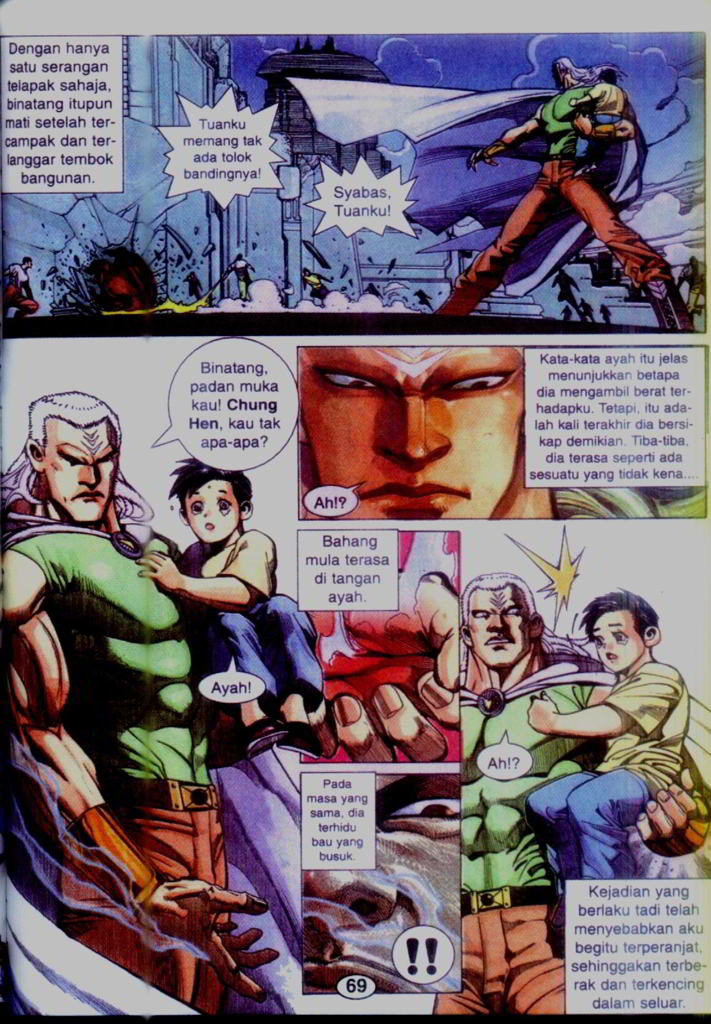 Dengan hanya
satu serangan
telapak sahaja,
binatang itupun
mati setelah ter-
campak dan ter-
langgar tembok
bangunan.
Tuanku
memang tak
ada tolok
bandingnya!
Syabas,
Tuanku!
Binatang,
padan muka
kau! Chung
Hen, kau tak
apa-apa?
Ayah!
Kata-kata ayah itu jelas
menunjukkan betapa
dia mengambil berat ter-
hadapku. Tetapi, itu ada-
lah kali terakhir dia bersi-
kap demikian. Tiba-tiba,
dia terasa seperti ada
sesuatu yang tidak kena....
Ah!?
Bahang
mula terasa
di tangan
ayah.
Pada
masa yang
sama, dia
terhidu
bau yang
busuk.
!!
Ah!?
Kejadian yang
berlaku tadi telah
menyebabkan aku
begitu terperanjat,
sehinggakan terbe-
rak dan terkencing
dalam seluar.
69